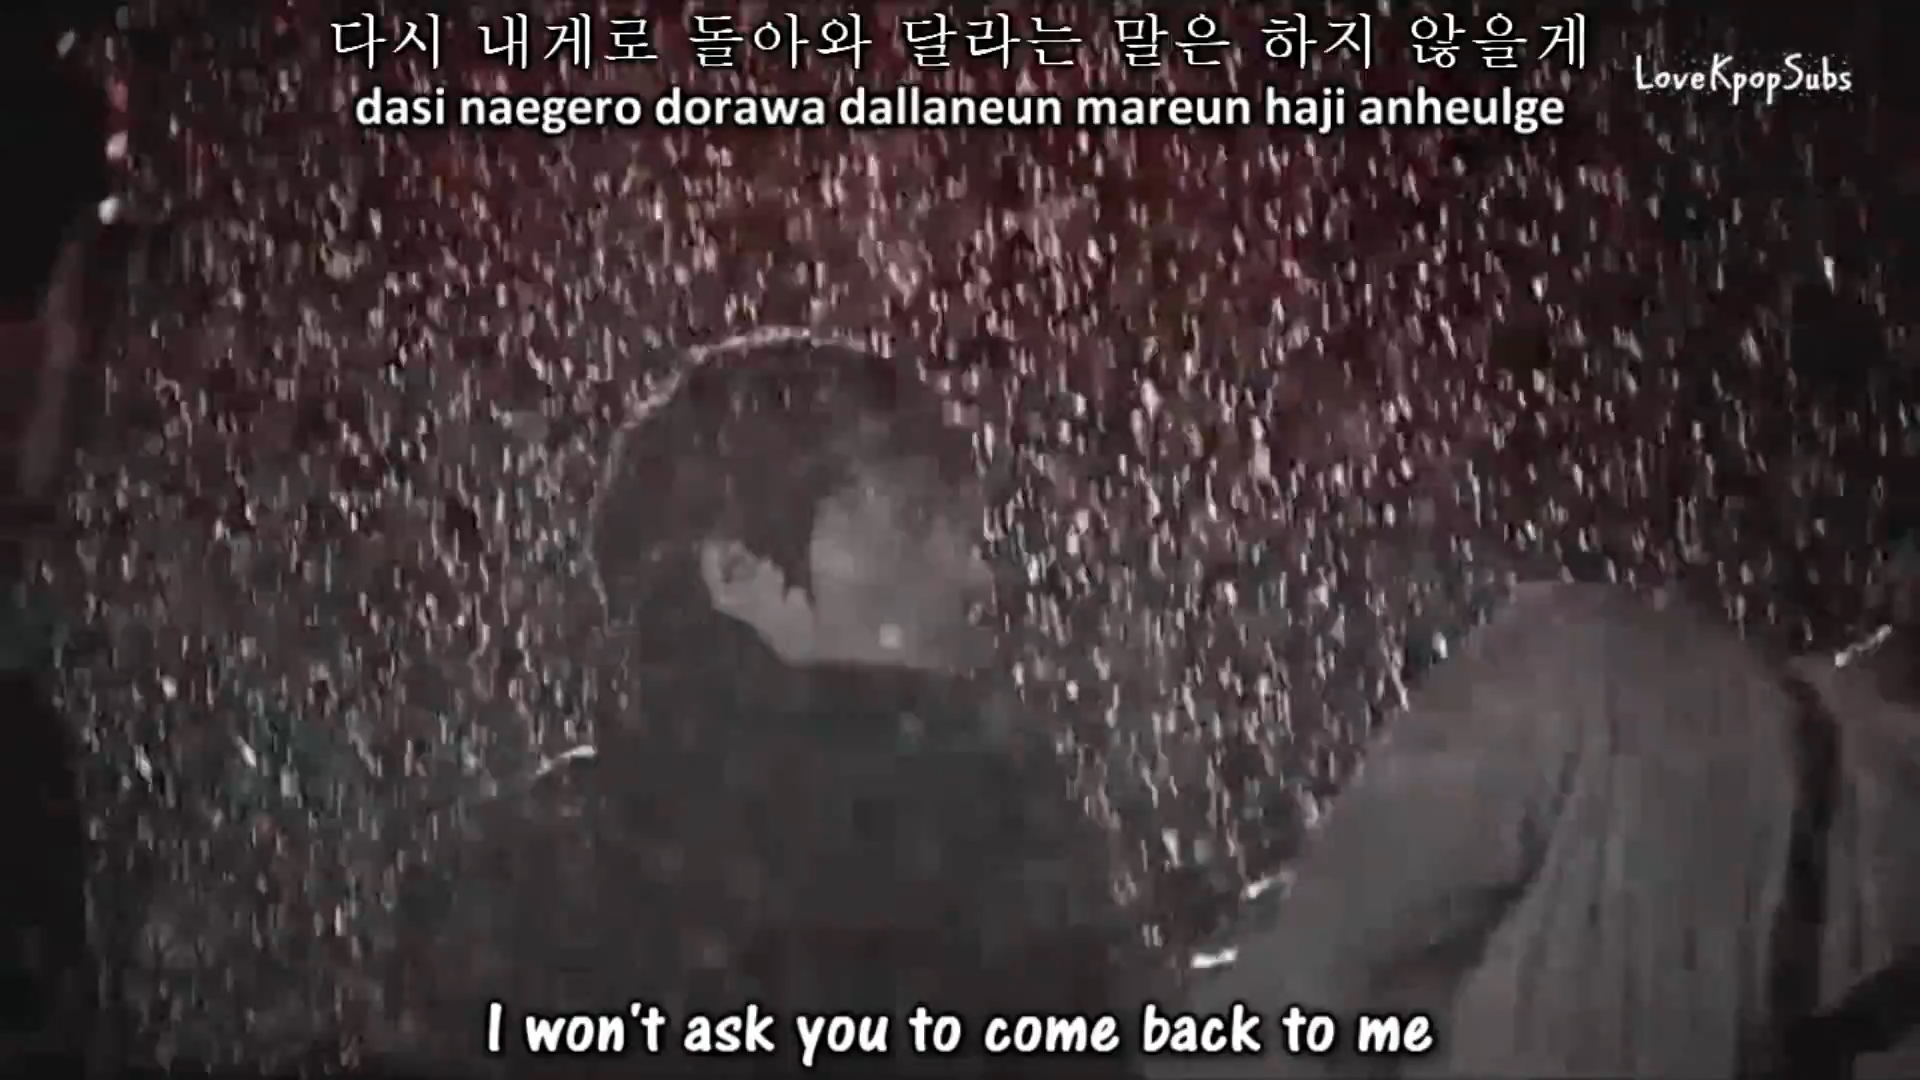 다시 내게로 돌아와 달라는 말은 하지 않을게
LoveKpopSubs
dasi naegero dorawa dallaneun mareun haji anheulge
I won't ask you to come back to me